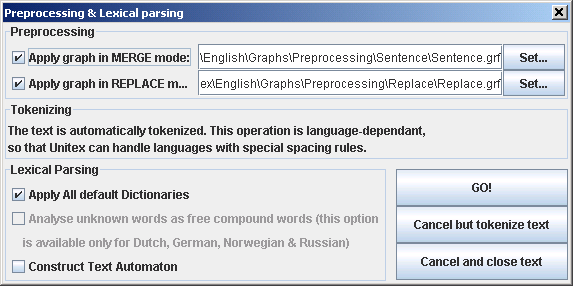 Preprocessing & Lexical parsing
Preprocessing
Apply graph in MERGE mode: \English\Graphs\Preprocessing\Sentence\Sentence.grf Set...
Apply graph in REPLACE m... ex\English\Graphs\Preprocessing\Replace\Replace.grf Set...
Tokenizing
The text is automatically tokenized. This operation is language-dependant,
so that Unitex can handle languages with special spacing rules.
Lexical Parsing
Apply All default Dictionaries
Analyse unknown words as free compound words (this option
is available only for Dutch, German, Norwegian & Russian)
Construct Text Automaton
GO!
Cancel but tokenize text
Cancel and close text